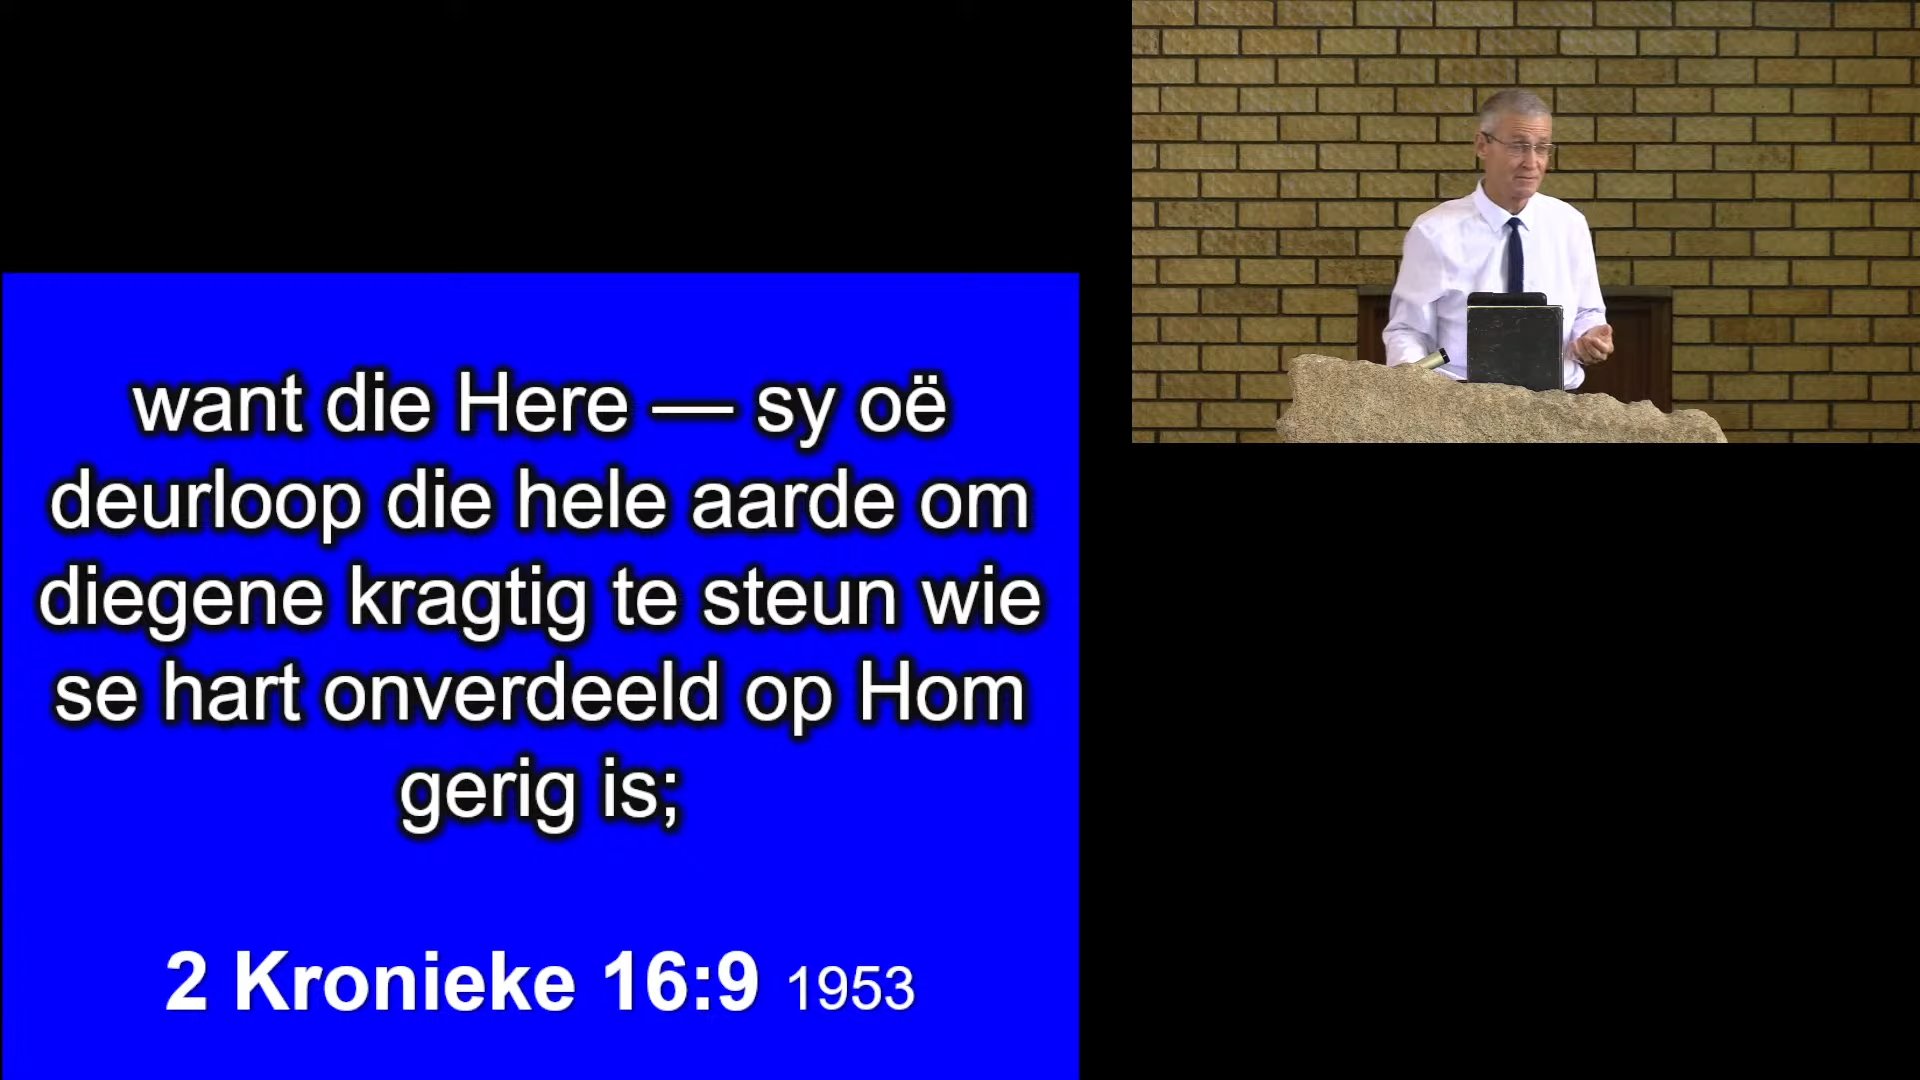 want die Here — sy oë
deurloop die hele aarde om
diegene kragtig te steun wie
se hart onverdeeld op Hom
gerig is;
2 Kronieke 16:9 1953